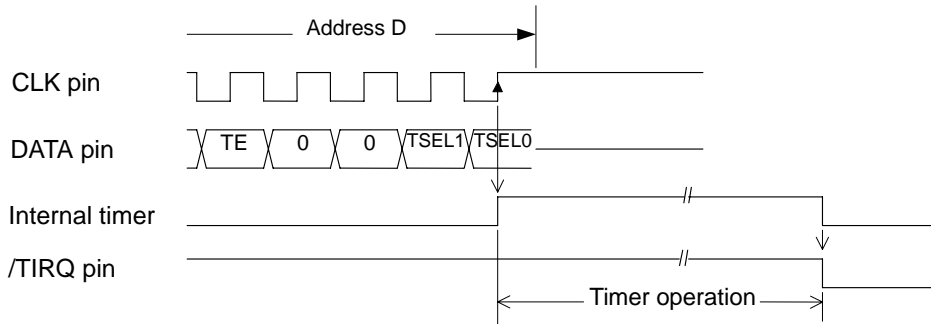 Address D
CLK pin
DATA pin
TE 0 0 TSEL1 TSEL0
Internal timer
/TIRQ pin
Timer operation